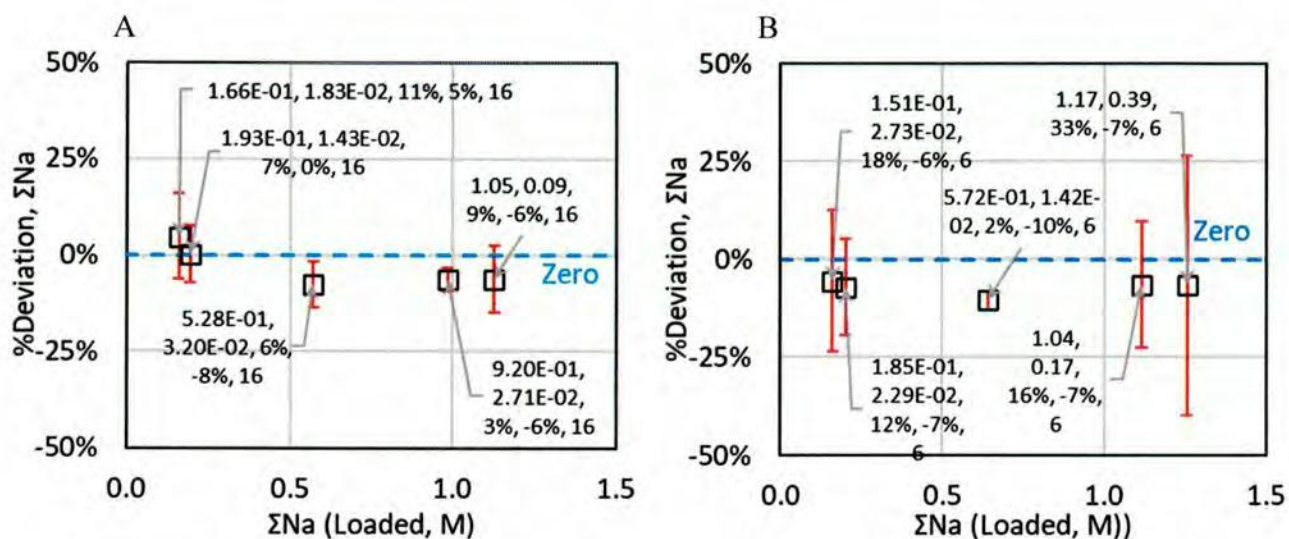 A
50%
25%
0%
-25%
-50%
%Deviation, ΣNa
1.66E-01, 1.83E-02, 11%, 5%, 16
1.93E-01, 1.43E-02,
7%, 0%, 16
1.05, 0.09,
9%, -6%, 16
Zero
5.28E-01,
3.20E-02, 6%,
-8%, 16
9.20E-01,
2.71E-02,
3%, -6%, 16
0.0 0.5 1.0 1.5
ΣNa (Loaded, M)
B
50%
25%
0%
-25%
-50%
%Deviation, ΣNa
1.51E-01,
2.73E-02,
18%, -6%, 6
1.17, 0.39,
33%, -7%, 6
5.72E-01, 1.42E-
02, 2%, -10%, 6
Zero
1.85E-01,
2.29E-02,
12%, -7%,
6
1.04,
0.17,
16%, -7%,
6
0.0 0.5 1.0 1.5
ΣNa (Loaded, M))